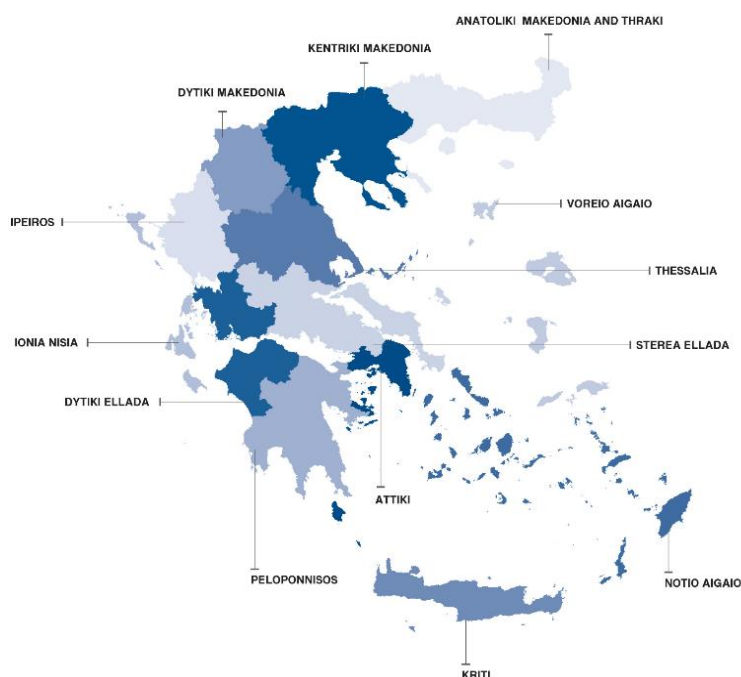 ANATOLIKI MAKEDONIA AND THRAKI
KENTRIKI MAKEDONIA
DYTIKI MAKEDONIA
VOREIO AIGAIO
IPEIROS
THESSALIA
IONIA NISIA
STEREA ELLADA
DYTIKI ELLADA
ATTIKI
PELOPONNISOS
NOTIO AIGAIO
KRITI